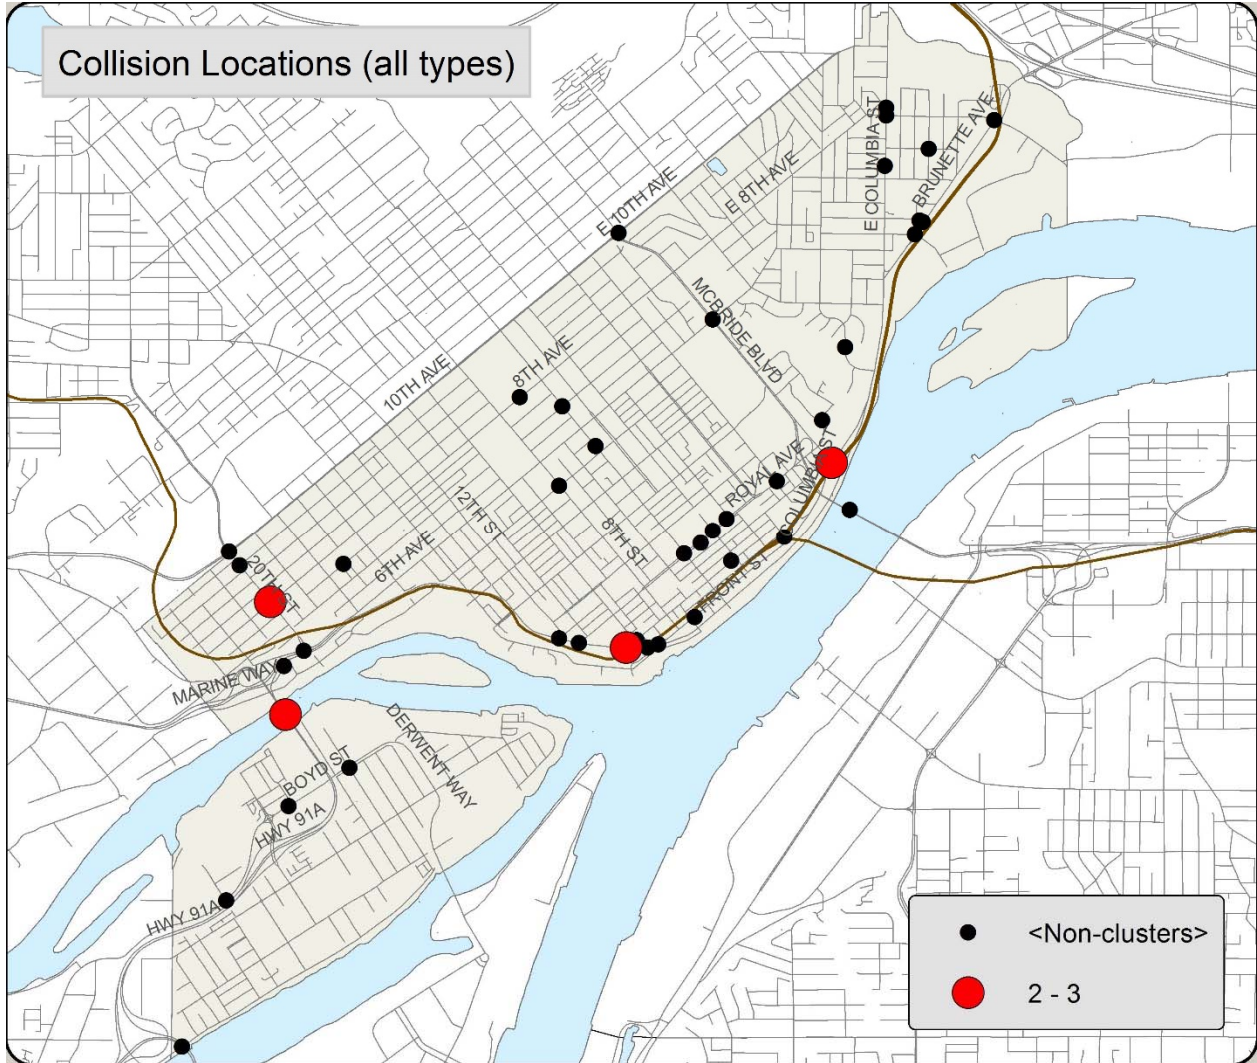 Collision Locations (all types)
E COLUMBIA ST
BRUNETTE AVE
E 8TH AVE
E 10TH AVE
MCBRIDE BLVD
8TH AVE
10TH AVE
ROYAL AVE
COLUMBIA ST
12TH ST
8TH ST
6TH AVE
20TH ST
FRONT ST
MARINE WAY
DERWENT WAY
BOYD ST
HWY 91A
HWY 91A
<Non-clusters>
2 - 3